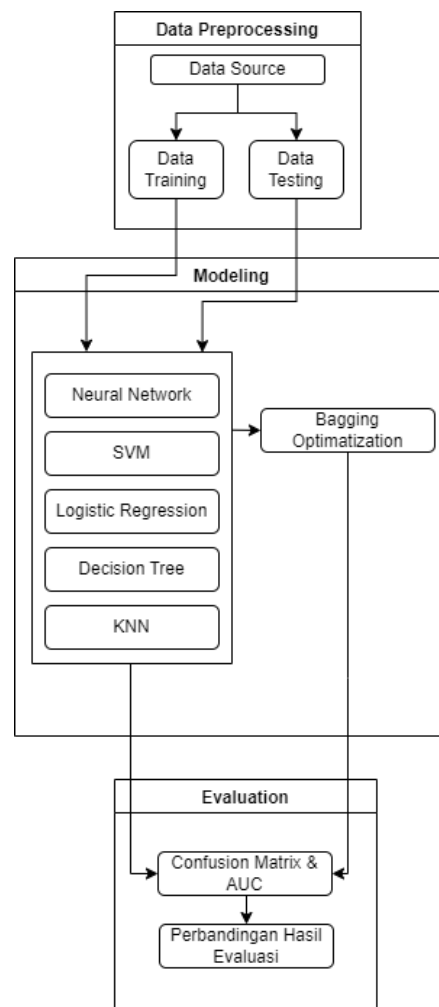 Data Preprocessing
Data Source
Data
Training
Data
Testing
Modeling
Neural Network
SVM
Logistic Regression
Decision Tree
KNN
Bagging
Optimatization
Evaluation
Confusion Matrix &
AUC
Perbandingan Hasil
Evaluasi